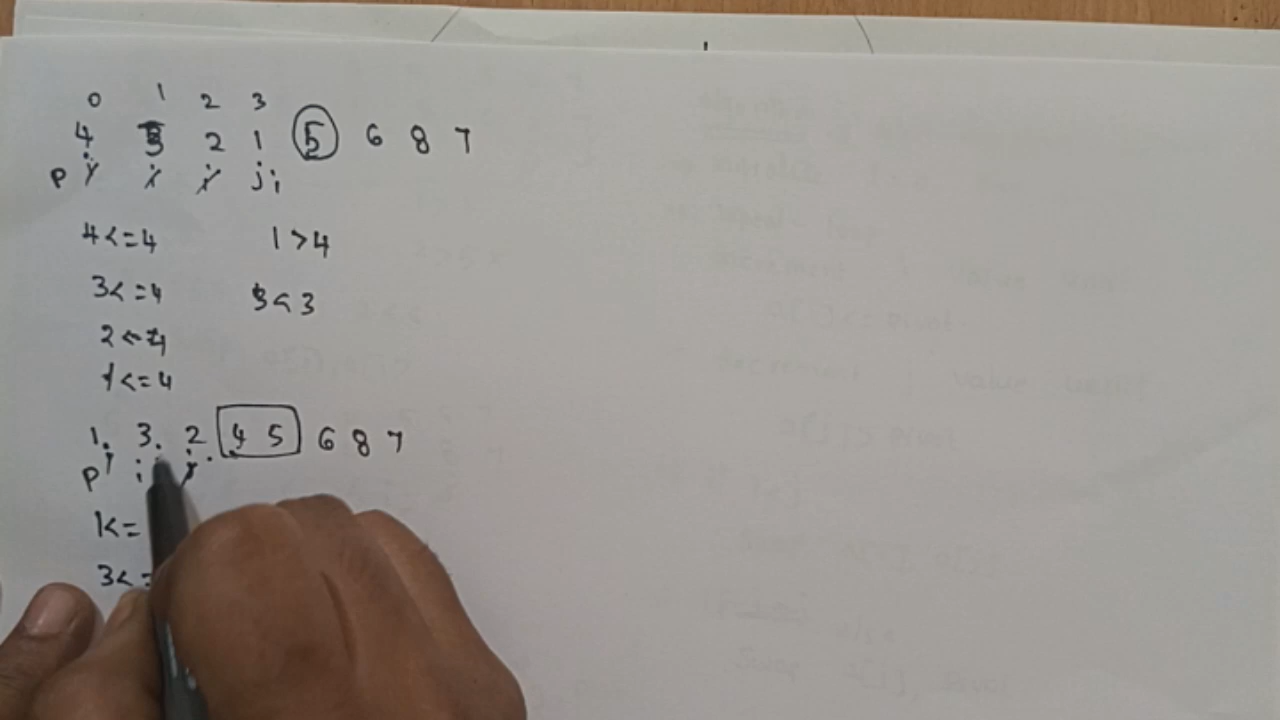 0 1 2 3
4 3 2 1 5 6 8 7
P i i i j i
4<=4 1>4
3<=4 3<3
2<=4
1<=4
1. 3. 2 4 5 6 8 7
P i i
K=
3<=